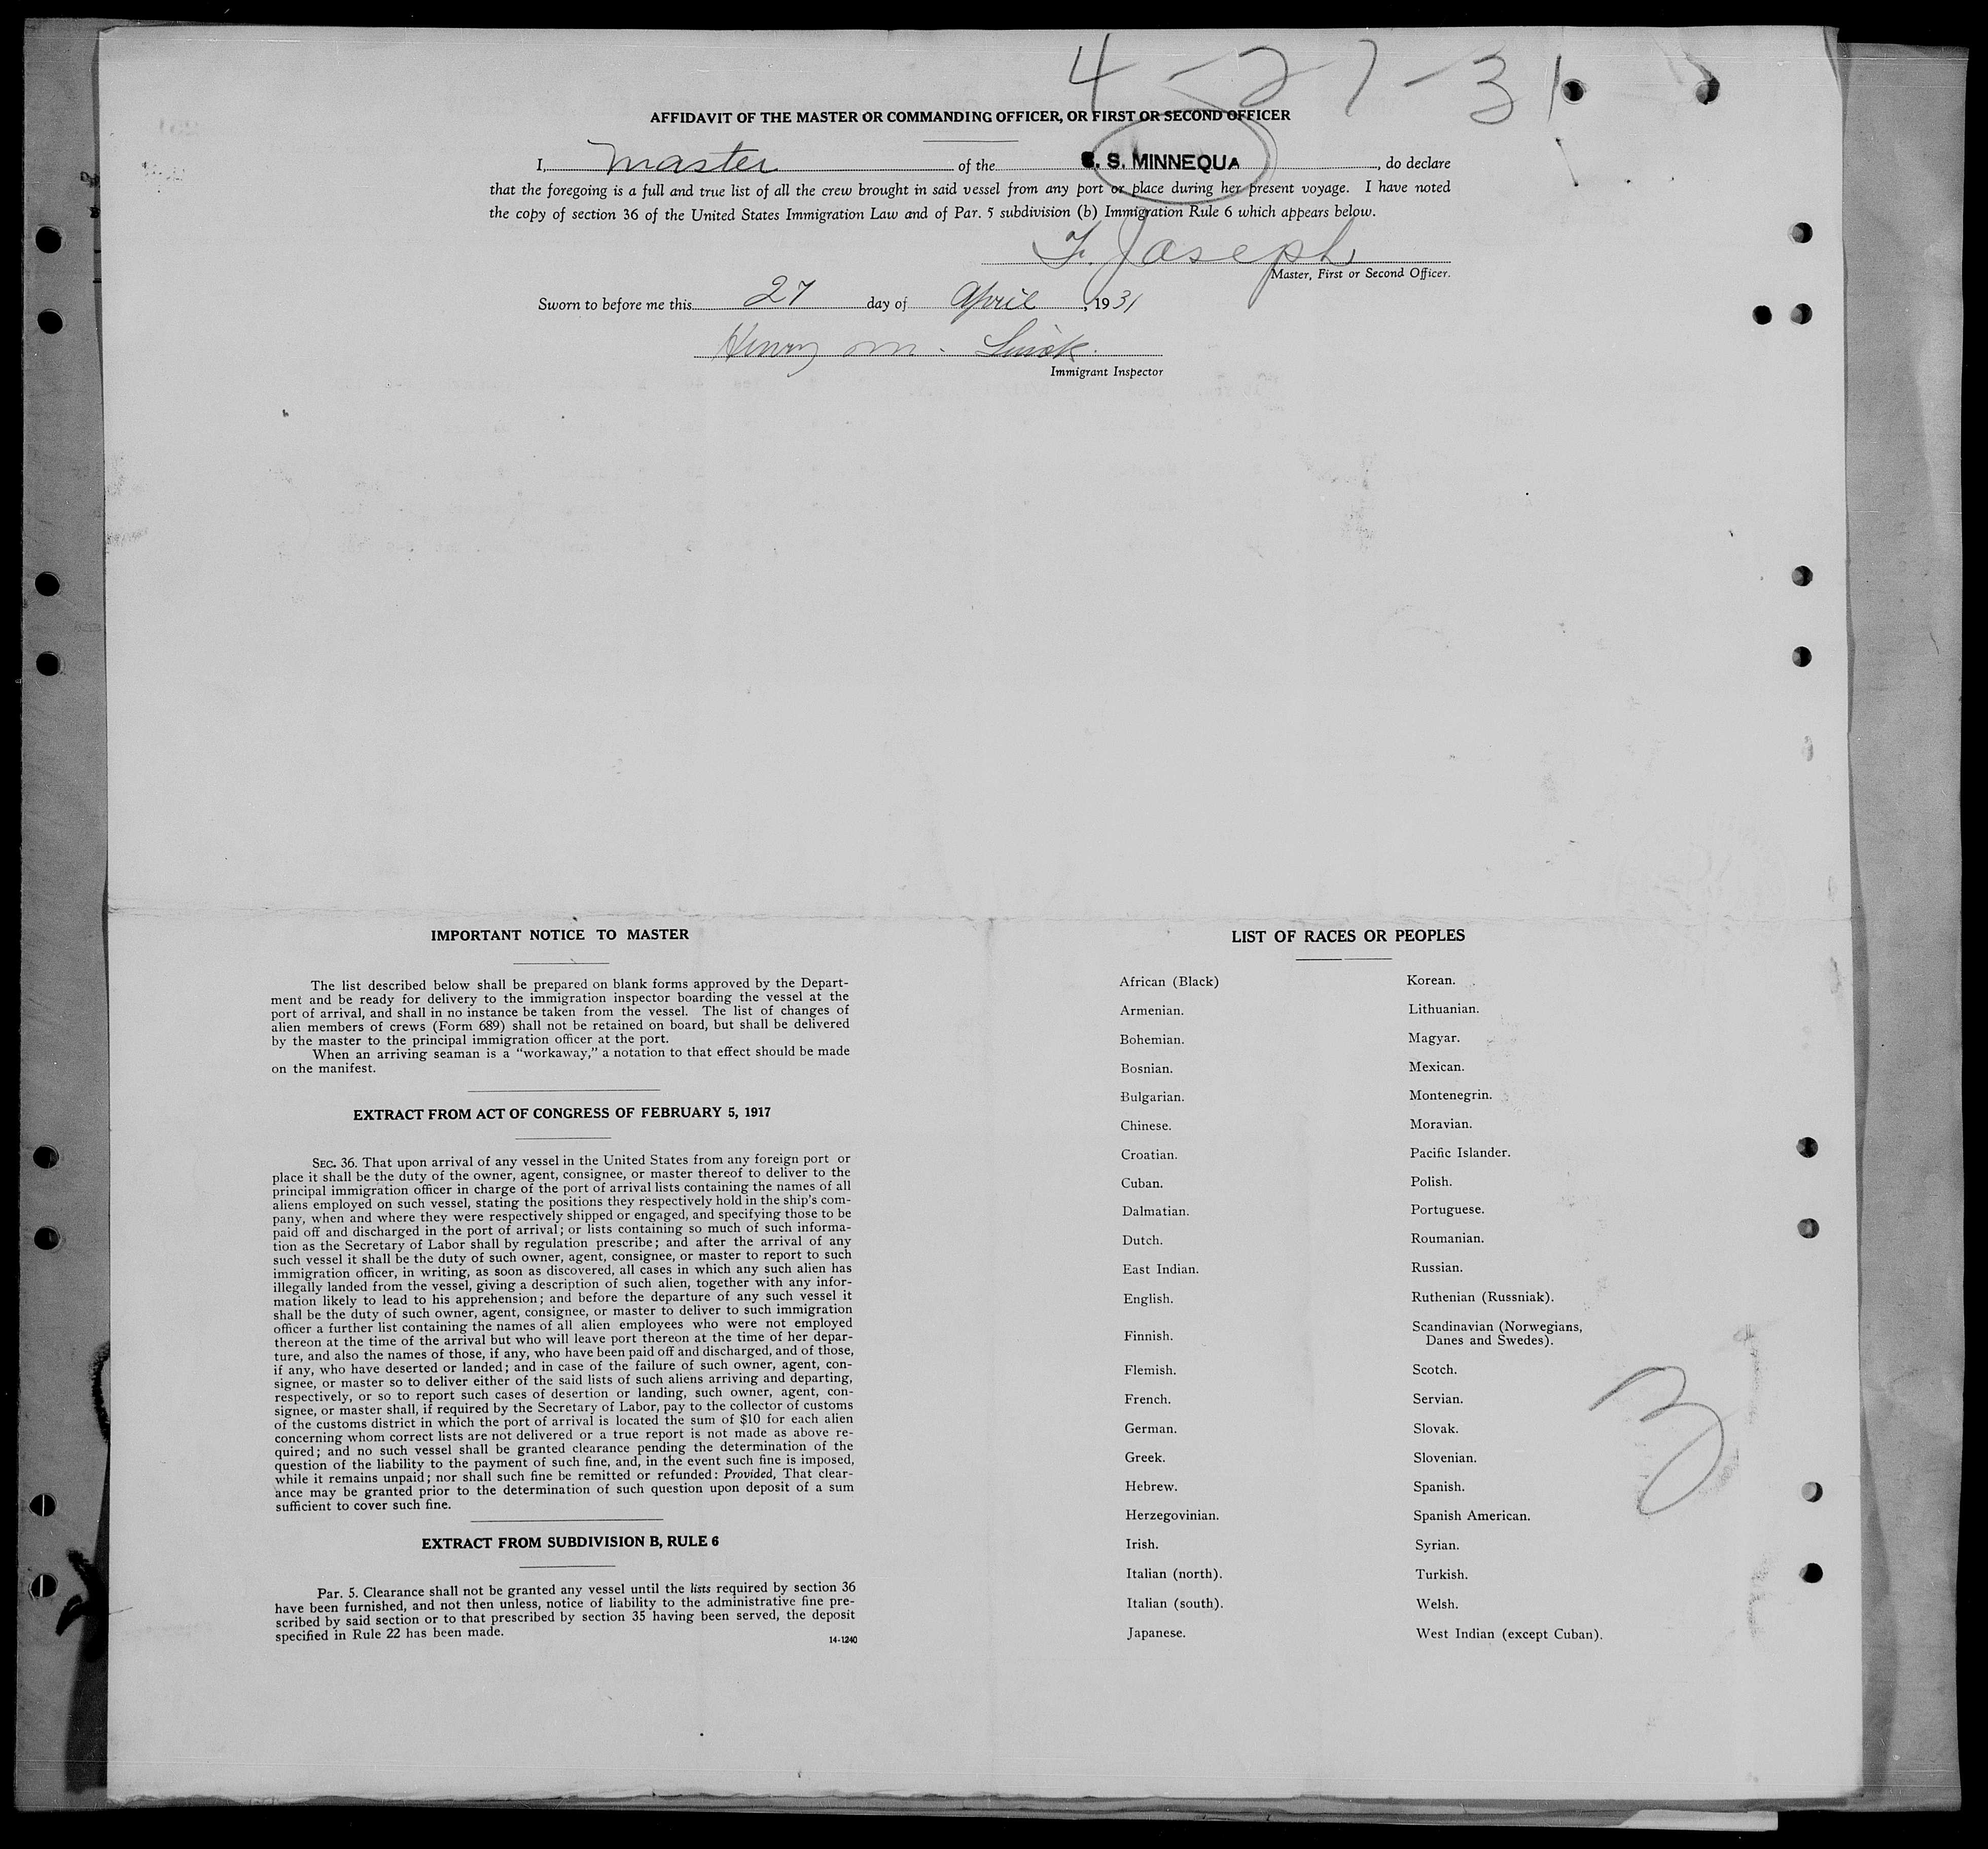 4-27-31
AFFIDAVIT OF THE MASTER OR COMMANDING OFFICER, OR FIRST OR SECOND OFFICER
I, Master of the S. S. MINNEQUA, do declare
that the foregoing is a full and true list of all the crew brought in said vessel from any port or place during her present voyage. I have noted
the copy of section 36 of the United States Immigration Law and of Par. 5 subdivision (b) Immigration Rule 6 which appears below.
F. Joseph
Master, First or Second Officer.
Sworn to before me this 27 day of April, 1931
Henry M.
Immigrant Inspector
IMPORTANT NOTICE TO MASTER
The list described below shall be prepared on blank forms approved by the Depart-
ment and be ready for delivery to the immigration inspector boarding the vessel at the
port of arrival, and shall in no instance be taken from the vessel. The list of changes of
alien members of crews (Form 689) shall not be retained on board, but shall be delivered
by the master to the principal immigration officer at the port.
When an arriving seaman is a "workaway," a notation to that effect should be made
on the manifest.
EXTRACT FROM ACT OF CONGRESS OF FEBRUARY 5, 1917
SEC. 36. That upon arrival of any vessel in the United States from any foreign port or
place it shall be the duty of the owner, agent, consignee, or master thereof to deliver to the
principal immigration officer in charge of the port of arrival lists containing the names of all
aliens employed on such vessel, stating the positions they respectively hold in the ship's com-
pany, when and where they were respectively shipped or engaged, and specifying those to be
paid off and discharged in the port of arrival; or lists containing so much of such informa-
tion as the Secretary of Labor shall by regulation prescribe; and after the arrival of any
such vessel it shall be the duty of such owner, agent, consignee, or master to report to such
immigration officer, in writing, as soon as discovered, all cases in which any such alien has
illegally landed from the vessel, giving a description of such alien, together with any infor-
mation likely to lead to his apprehension; and before the departure of any such vessel it
shall be the duty of such owner, agent, consignee, or master to deliver to such immigration
officer a further list containing the names of all alien employees who were not employed
thereon at the time of the arrival but who will leave port thereon at the time of her depar-
ture, and also the names of those, if any, who have been paid off and discharged, and of those,
if any, who have deserted or landed; and in case of the failure of such owner, agent, con-
signee, or master so to deliver either of the said lists of such aliens arriving and departing,
respectively, or so to report such cases of desertion or landing, such owner, agent, con-
signee, or master shall, if required by the Secretary of Labor, pay to the collector of customs
of the customs district in which the port of arrival is located the sum of $10 for each alien
concerning whom correct lists are not delivered or a true report is not made as above re-
quired; and no such vessel shall be granted clearance pending the determination of the
question of the liability to the payment of such fine, and, in the event such fine is imposed,
while it remains unpaid; nor shall such fine be remitted or refunded: Provided, That clear-
ance may be granted prior to the determination of such question upon deposit of a sum
sufficient to cover such fine.
EXTRACT FROM SUBDIVISION B, RULE 6
Par. 5. Clearance shall not be granted any vessel until the lists required by section 36
have been furnished, and not then unless, notice of liability to the administrative fine pre-
scribed by said section or to that prescribed by section 35 having been served, the deposit
specified in Rule 22 has been made.
14-1240
LIST OF RACES OR PEOPLES
African (Black)
Armenian.
Bohemian.
Bosnian.
Bulgarian.
Chinese.
Croatian.
Cuban.
Dalmatian.
Dutch.
East Indian.
English.
Finnish.
Flemish.
French.
German.
Greek.
Hebrew.
Herzegovinian.
Irish.
Italian (north).
Italian (south).
Japanese.
Korean.
Lithuanian.
Magyar.
Mexican.
Montenegrin.
Moravian.
Pacific Islander.
Polish.
Portuguese.
Roumanian.
Russian.
Ruthenian (Russniak).
Scandinavian (Norwegians,
Danes and Swedes).
Scotch.
Servian.
Slovak.
Slovenian.
Spanish.
Spanish American.
Syrian.
Turkish.
Welsh.
West Indian (except Cuban).
3